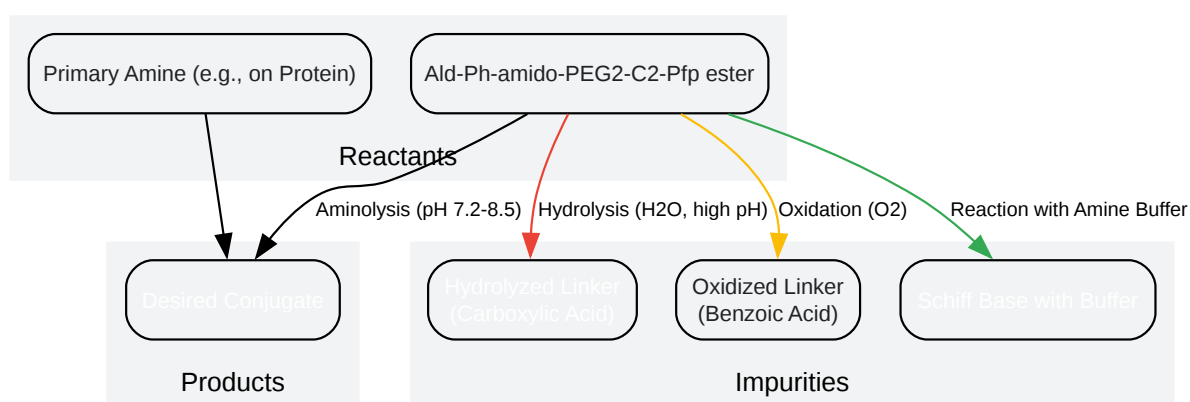 Primary Amine (e.g., on Protein)
Ald-Ph-amido-PEG2-C2-Pfp ester
Reactants
Aminolysis (pH 7.2-8.5)
Hydrolysis (H2O, high pH)
Oxidation (O2)
Reaction with Amine Buffer
Desired Conjugate
Hydrolyzed Linker
(Carboxylic Acid)
Oxidized Linker
(Benzoic Acid)
Schiff Base with Buffer
Products
Impurities